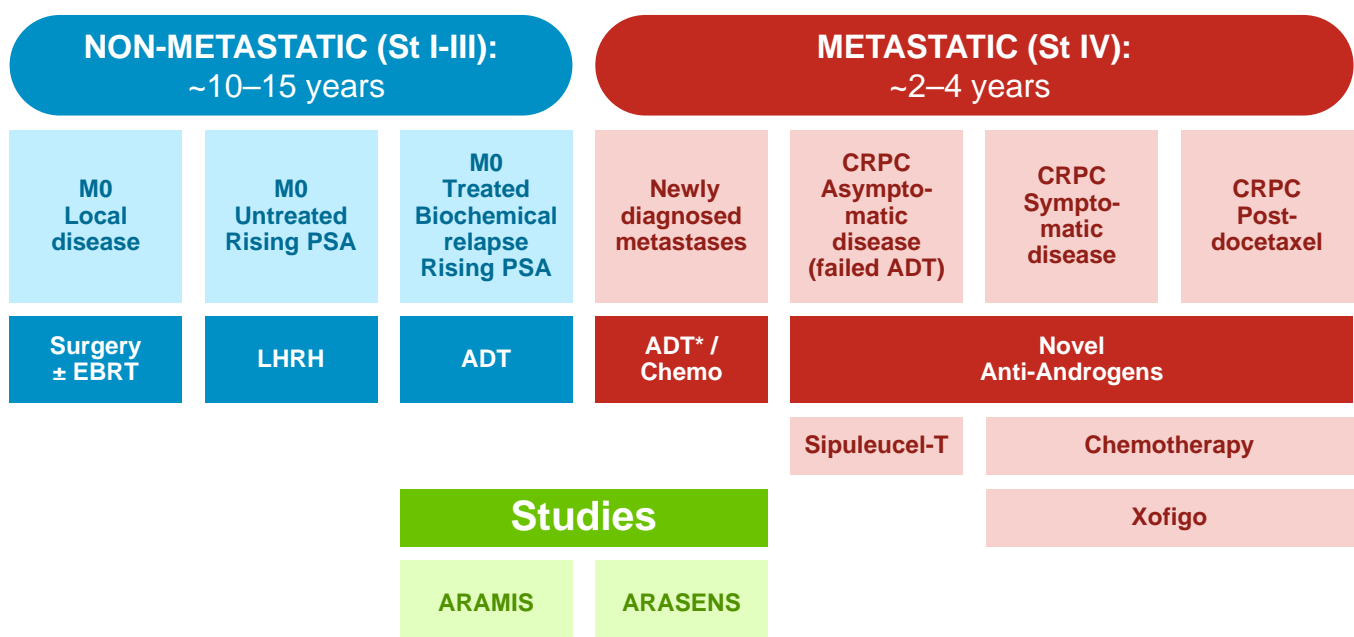 NON-METASTATIC (St I-III):
~10–15 years
METASTATIC (St IV):
~2–4 years
M0
Local
disease
M0
Untreated
Rising PSA
M0
Treated
Biochemical
relapse
Rising PSA
Newly
diagnosed
metastases
CRPC
Asympto-
matic
disease
(failed ADT)
CRPC
Sympto-
matic
disease
CRPC
Post-
docetaxel
Surgery
± EBRT
LHRH
ADT
ADT* /
Chemo
Novel
Anti-Androgens
Sipuleucel-T
Chemotherapy
Studies
Xofigo
ARAMIS
ARASENS